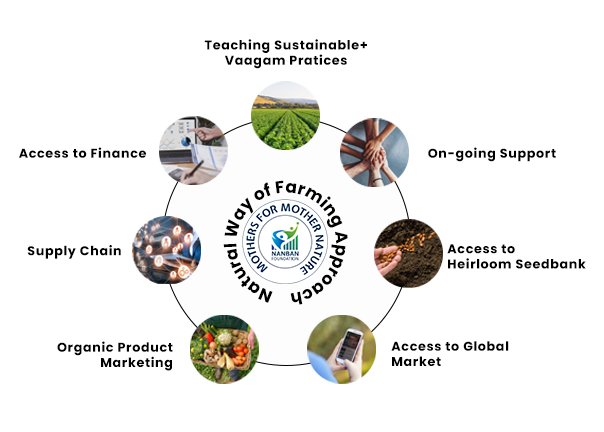 Teaching Sustainable+
Vaagam Pratices
Access to Finance
On-going Support
Natural Way of Farming Approach
MOTHERS FOR MOTHER NATURE
NANBAN
FOUNDATION
Supply Chain
Access to
Heirloom Seedbank
Organic Product
Marketing
Access to Global
Market